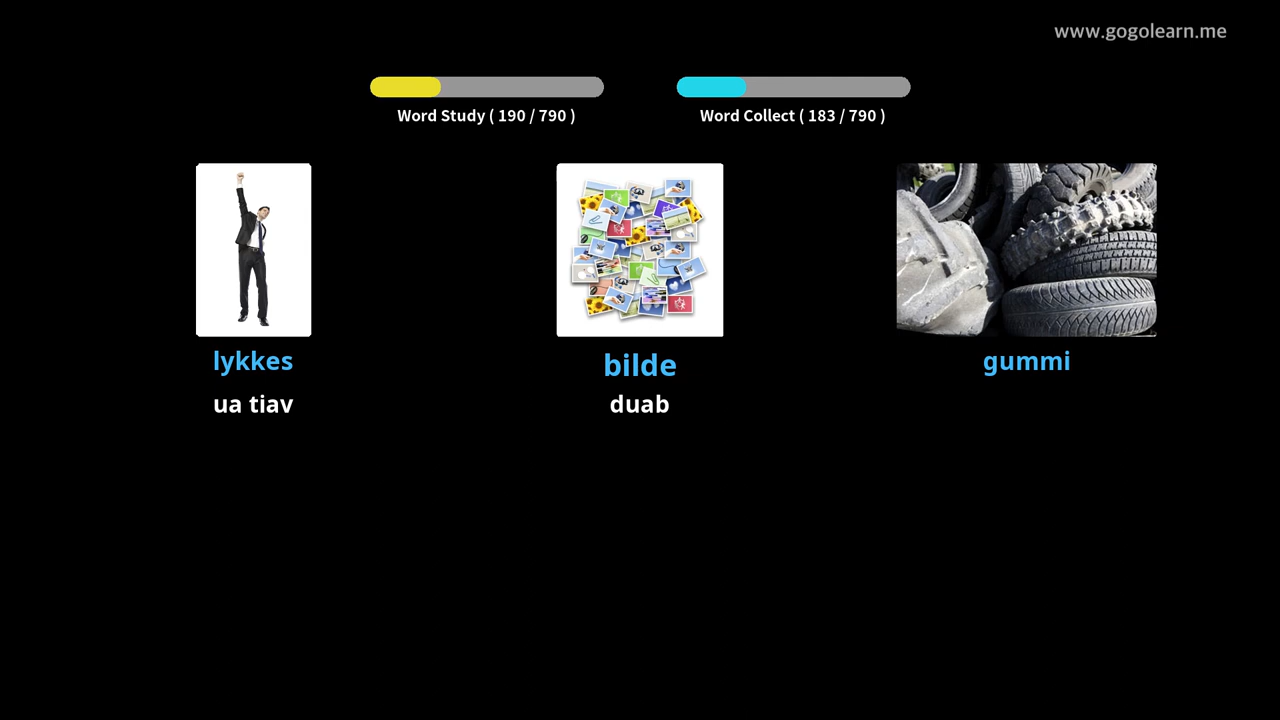 www.gogolearn.me
Word Study ( 190 / 790 )
Word Collect ( 183 / 790 )
lykkes
bilde
gummi
ua tiav
duab